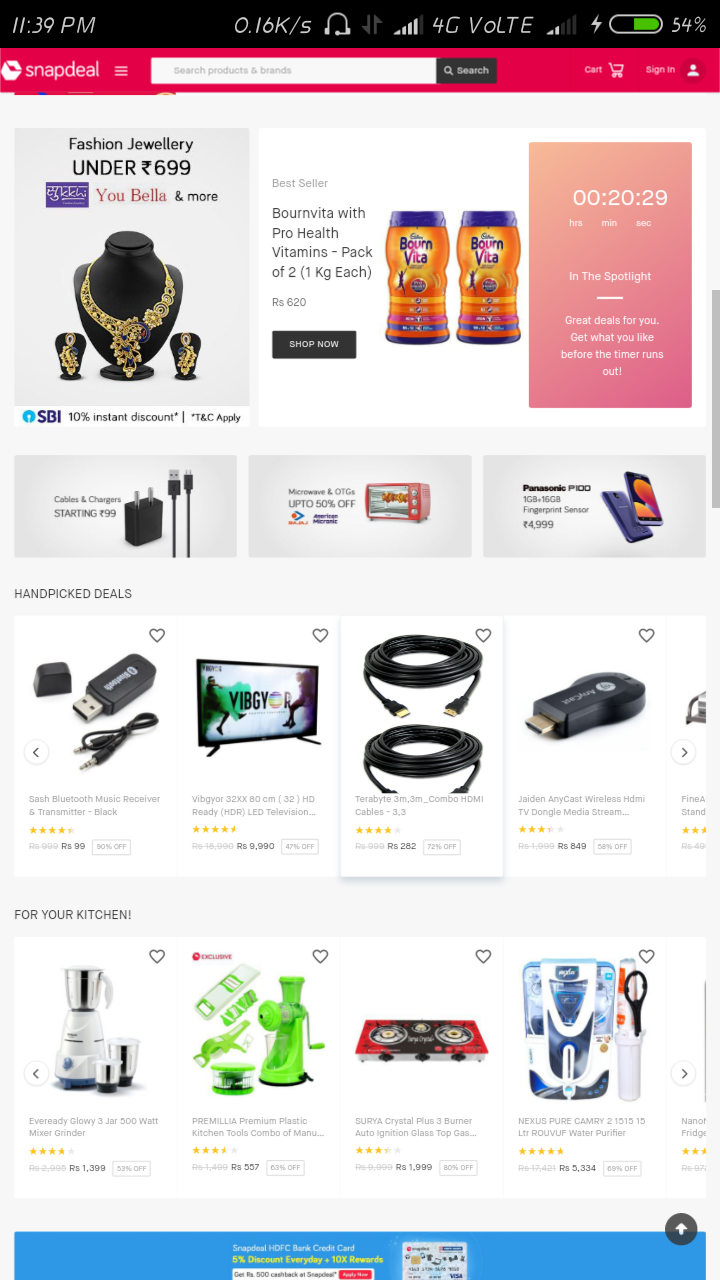 11:39 PM 0.16K/s 4G VoLTE 54%
snapdeal Search products & brands Search Cart Sign In
Fashion Jewellery
UNDER ₹699
You Bella & more
SBI 10% instant discount* | *T&C Apply
Best Seller
Bournvita with
Pro Health
Vitamins - Pack
of 2 (1 Kg Each)
Rs 620
SHOP NOW
Bourn Vita
Bourn Vita
00:20:29
hrs min sec
In The Spotlight
Great deals for you.
Get what you like
before the timer runs
out!
Cables & Chargers
STARTING ₹99
Microwave & OTGs
UPTO 50% OFF
BAJAJ American Micronic
Panasonic P100
1GB+16GB
Fingerprint Sensor
₹4,999
HANDPICKED DEALS
Bluetooth
VIBGYOR
AnyCast
Sash Bluetooth Music Receiver
& Transmitter - Black
Rs 999 Rs 99 90% OFF
Vibgyor 32XX 80 cm ( 32 ) HD
Ready (HDR) LED Television...
Rs 18,990 Rs 9,990 47% OFF
Terabyte 3m,3m_Combo HDMI
Cables - 3,3
Rs 999 Rs 282 72% OFF
Jaiden AnyCast Wireless Hdmi
TV Dongle Media Stream...
Rs 1,999 Rs 849 58% OFF
FineA
Stand
Rs 49
FOR YOUR KITCHEN!
EXCLUSIVE
Surya Crystal
Eveready Glowy 3 Jar 500 Watt
Mixer Grinder
Rs 2,995 Rs 1,399 53% OFF
PREMILLIA Premium Plastic
Kitchen Tools Combo of Manu...
Rs 1,499 Rs 557 63% OFF
SURYA Crystal Plus 3 Burner
Auto Ignition Glass Top Gas...
Rs 9,999 Rs 1,999 80% OFF
NEXUS PURE CAMRY 2 1515 15
Ltr ROUVUF Water Purifier
Rs 17,421 Rs 5,334 69% OFF
Fridge
Snapdeal HDFC Bank Credit Card
5% Discount Everyday + 10X Rewards
Get Rs. 500 cashback at Snapdeal* Apply Now
snapdeal
VISA